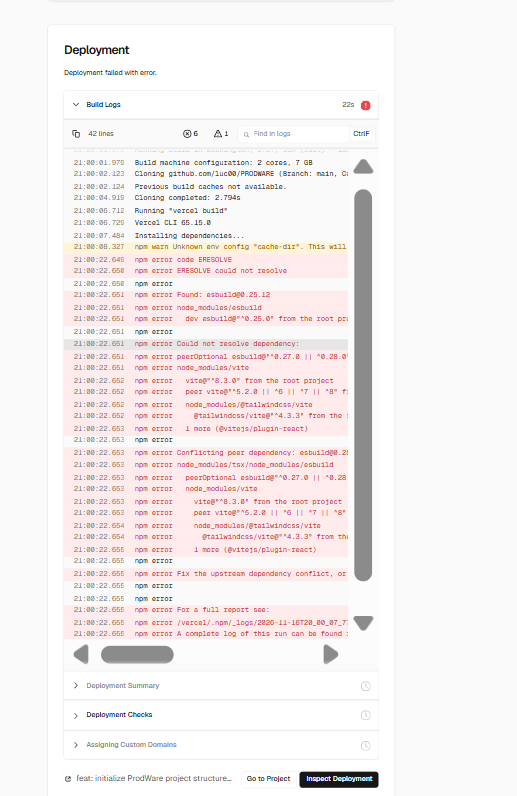 Deployment
Deployment failed with error.
Build Logs 22s
42 lines 6 1 Find in logs CtrlF
21:00:01.979 Build machine configuration: 2 cores, 7 GB
21:00:02.123 Cloning github.com/luc00/PRODWARE (Branch: main, Co
21:00:02.124 Previous build caches not available.
21:00:04.919 Cloning completed: 2.794s
21:00:06.712 Running "vercel build"
21:00:06.729 Vercel CLI 65.15.0
21:00:07.484 Installing dependencies...
21:00:08.327 npm warn Unknown env config "cache-dir". This will
21:00:22.649 npm error code ERESOLVE
21:00:22.650 npm error ERESOLVE could not resolve
21:00:22.650 npm error
21:00:22.651 npm error Found: esbuild@0.25.12
21:00:22.651 npm error node_modules/esbuild
21:00:22.651 npm error dev esbuild@"^0.25.0" from the root pr
21:00:22.651 npm error
21:00:22.651 npm error Could not resolve dependency:
21:00:22.651 npm error peerOptional esbuild@"^0.27.0 || ^0.28.0"
21:00:22.651 npm error node_modules/vite
21:00:22.652 npm error vite@"^8.3.0" from the root project
21:00:22.652 npm error peer vite@"^5.2.0 || ^6 || ^7 || ^8" f
21:00:22.652 npm error node_modules/@tailwindcss/vite
21:00:22.652 npm error @tailwindcss/vite@"^4.3.3" from the
21:00:22.653 npm error 1 more (@vitejs/plugin-react)
21:00:22.653 npm error
21:00:22.653 npm error Conflicting peer dependency: esbuild@0.28
21:00:22.653 npm error node_modules/tsx/node_modules/esbuild
21:00:22.653 npm error peerOptional esbuild@"^0.27.0 || ^0.28
21:00:22.653 npm error node_modules/vite
21:00:22.653 npm error vite@"^8.3.0" from the root project
21:00:22.653 npm error peer vite@"^5.2.0 || ^6 || ^7 || ^8"
21:00:22.654 npm error node_modules/@tailwindcss/vite
21:00:22.654 npm error @tailwindcss/vite@"^4.3.3" from the
21:00:22.655 npm error 1 more (@vitejs/plugin-react)
21:00:22.655 npm error
21:00:22.655 npm error Fix the upstream dependency conflict, or
21:00:22.655 npm error
21:00:22.655 npm error
21:00:22.655 npm error For a full report see:
21:00:22.655 npm error /vercel/.npm/_logs/2026-11-16T20_00_07_7
21:00:22.655 npm error A complete log of this run can be found
Deployment Summary
Deployment Checks
Assigning Custom Domains
feat: initialize ProdWare project structure... Go to Project Inspect Deployment